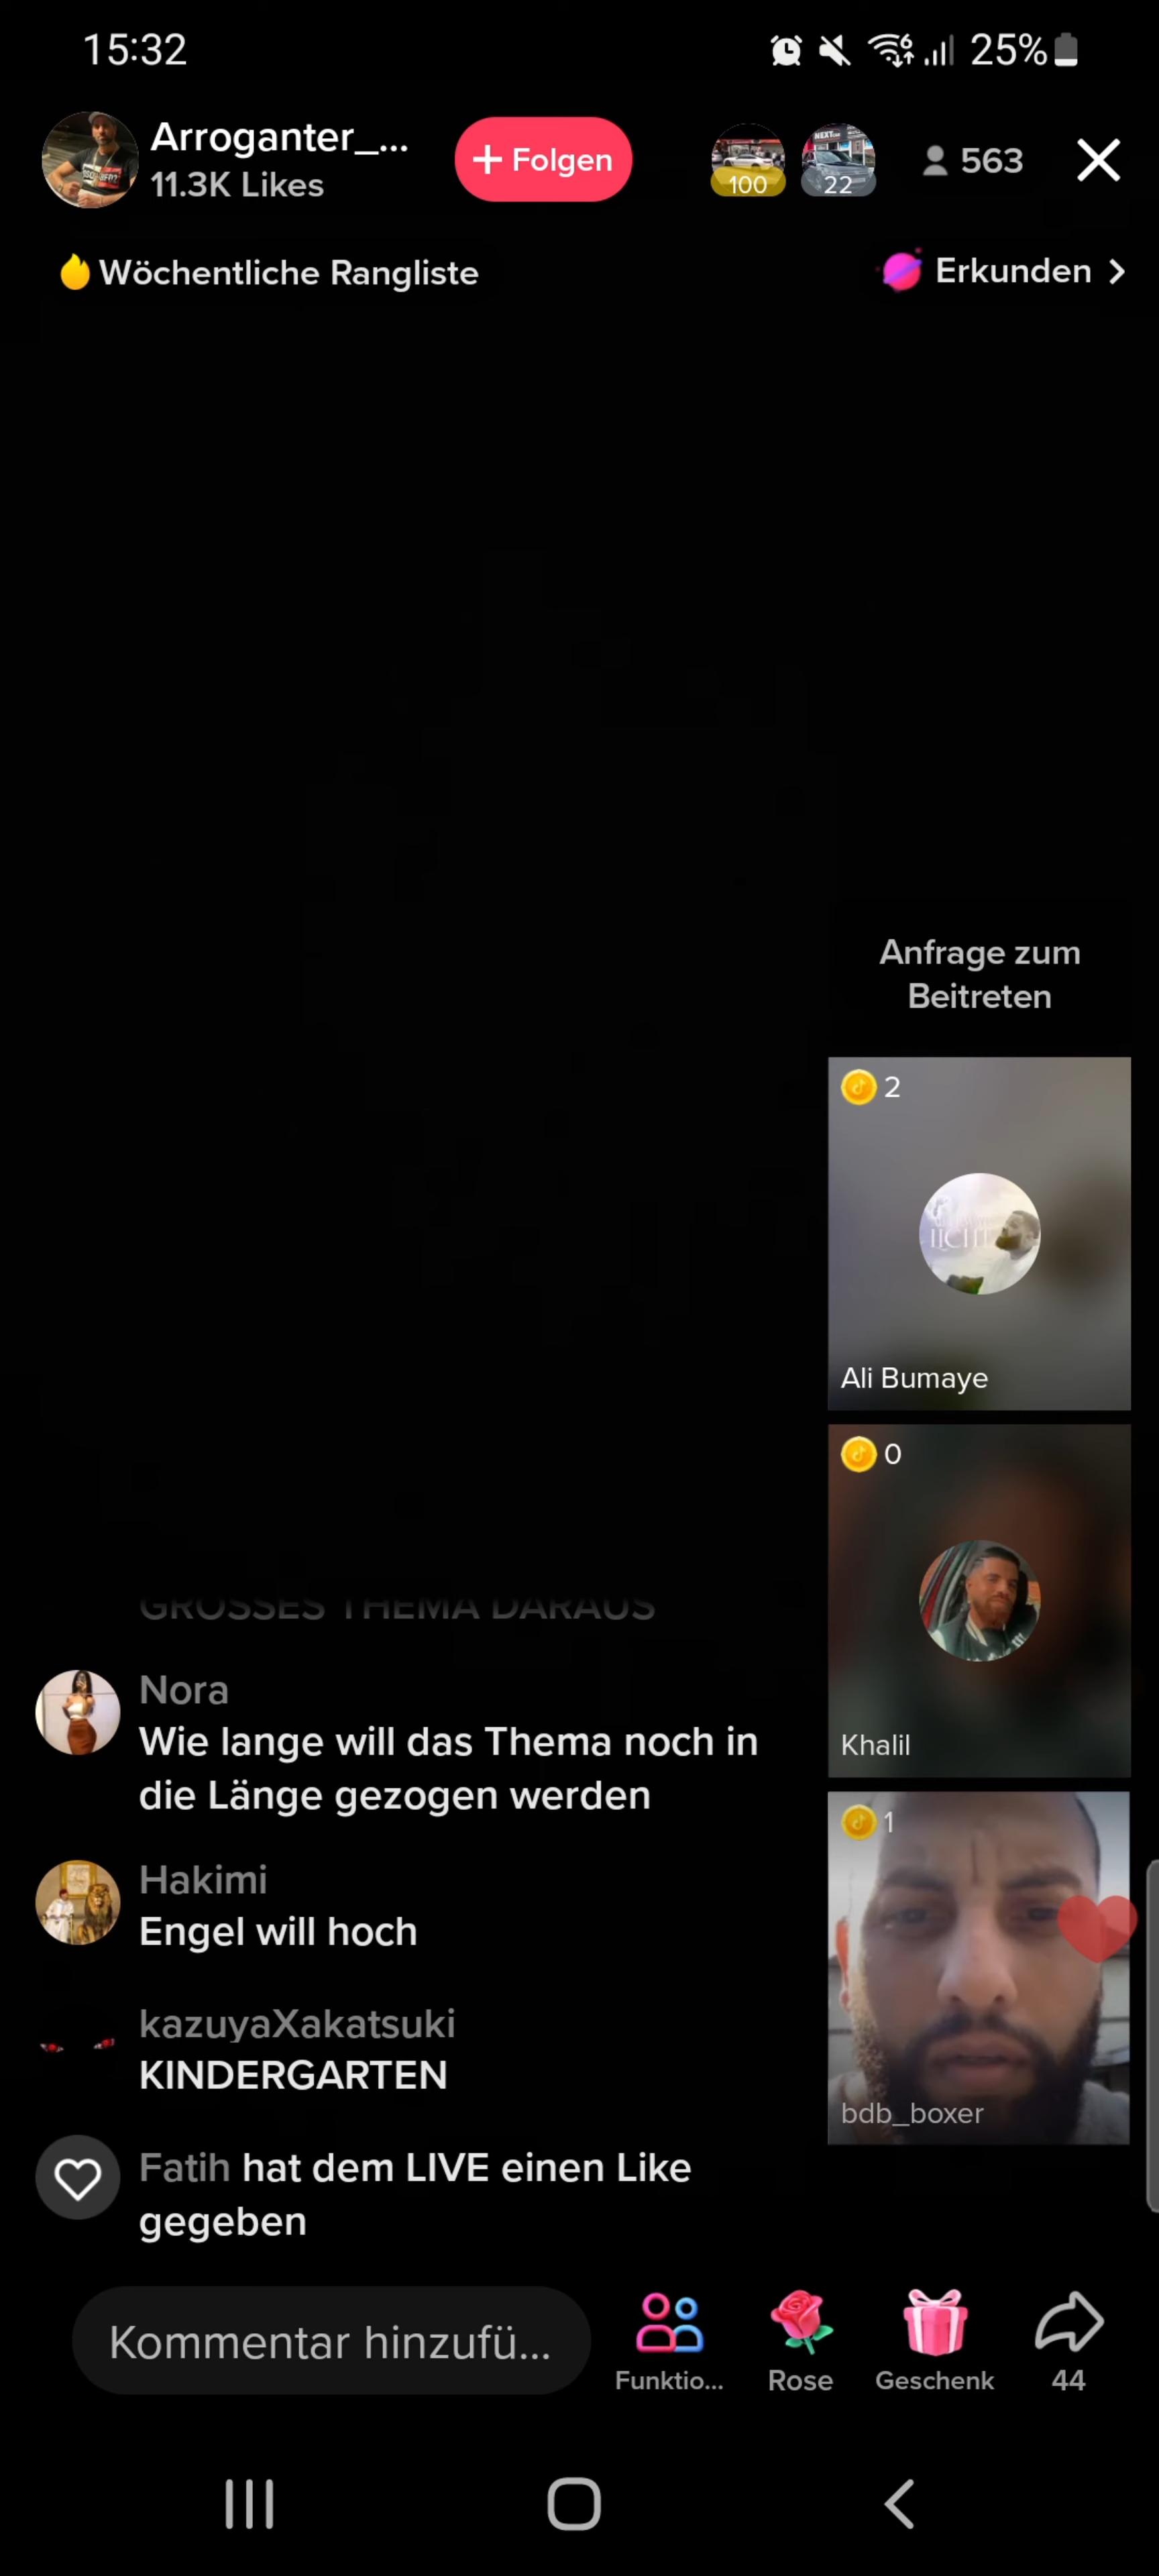 15:32
6
25%
Arroganter_...
11.3K Likes
+ Folgen
100
22
563
Wöchentliche Rangliste
Erkunden
Anfrage zum
Beitreten
2
LICHT
Ali Bumaye
0
Khalil
1
bdb_boxer
GROSSES THEMA DARAUS
Nora
Wie lange will das Thema noch in
die Länge gezogen werden
Hakimi
Engel will hoch
kazuyaXakatsuki
KINDERGARTEN
Fatih hat dem LIVE einen Like
gegeben
Kommentar hinzufü...
Funktio...
Rose
Geschenk
44